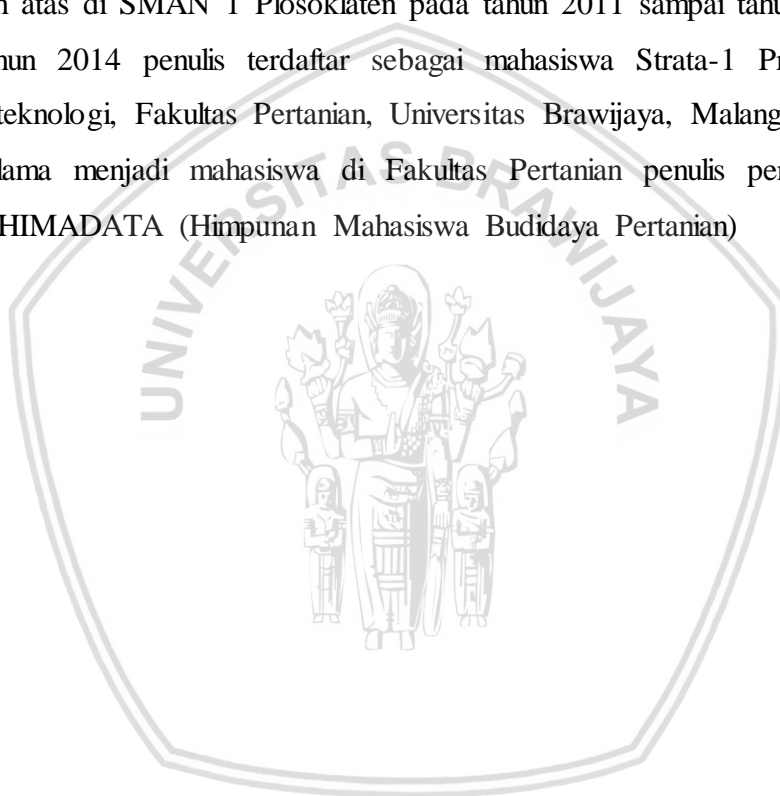 n atas di SMAN 1 Plosoklaten pada tahun 2011 sampai tahu
hun 2014 penulis terdaftar sebagai mahasiswa Strata-1 Pr
teknologi, Fakultas Pertanian, Universitas Brawijaya, Malang
lama menjadi mahasiswa di Fakultas Pertanian penulis per
HIMADATA (Himpunan Mahasiswa Budidaya Pertanian)
UNIVERSITAS BRAWIJAYA